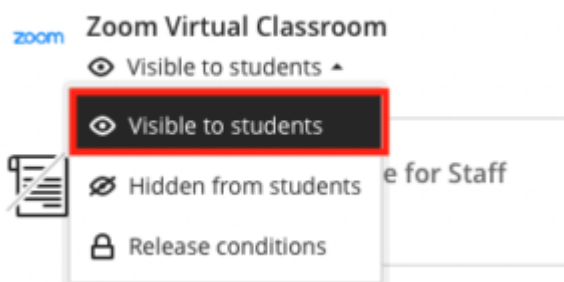 zoom
Zoom Virtual Classroom
Visible to students
Visible to students
e for Staff
Hidden from students
Release conditions